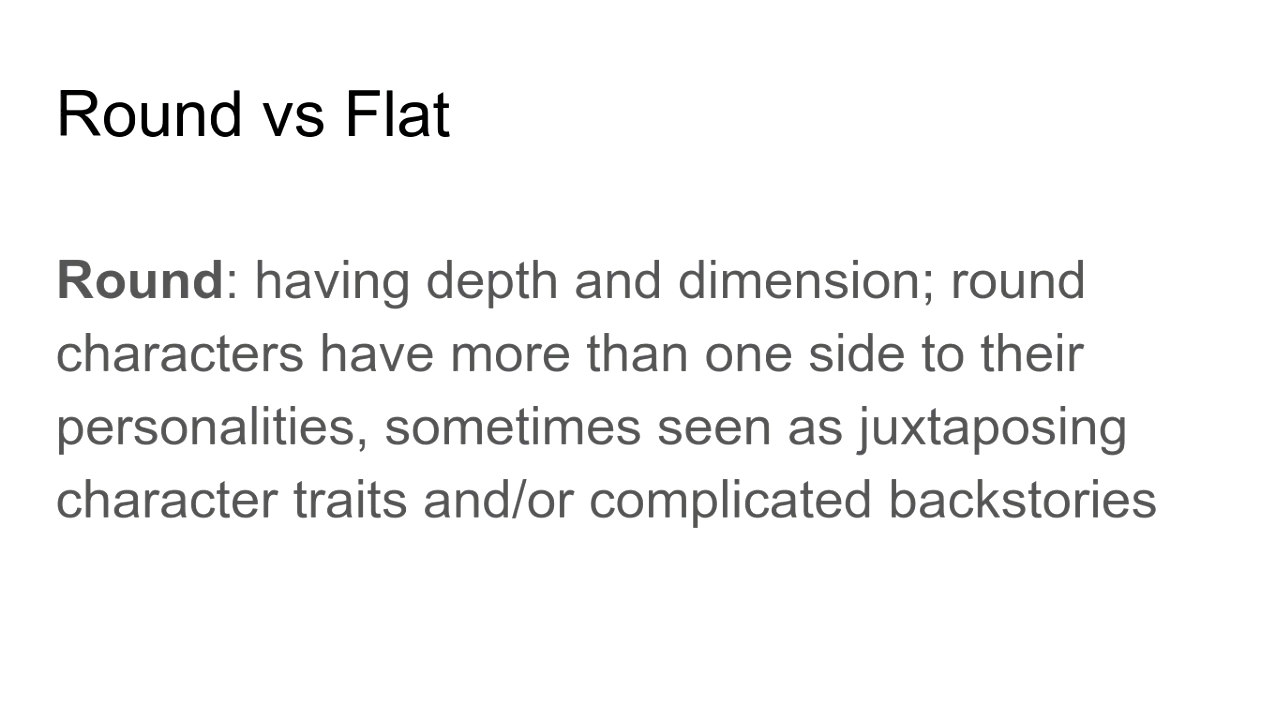 Round vs Flat
Round: having depth and dimension; round
characters have more than one side to their
personalities, sometimes seen as juxtaposing
character traits and/or complicated backstories